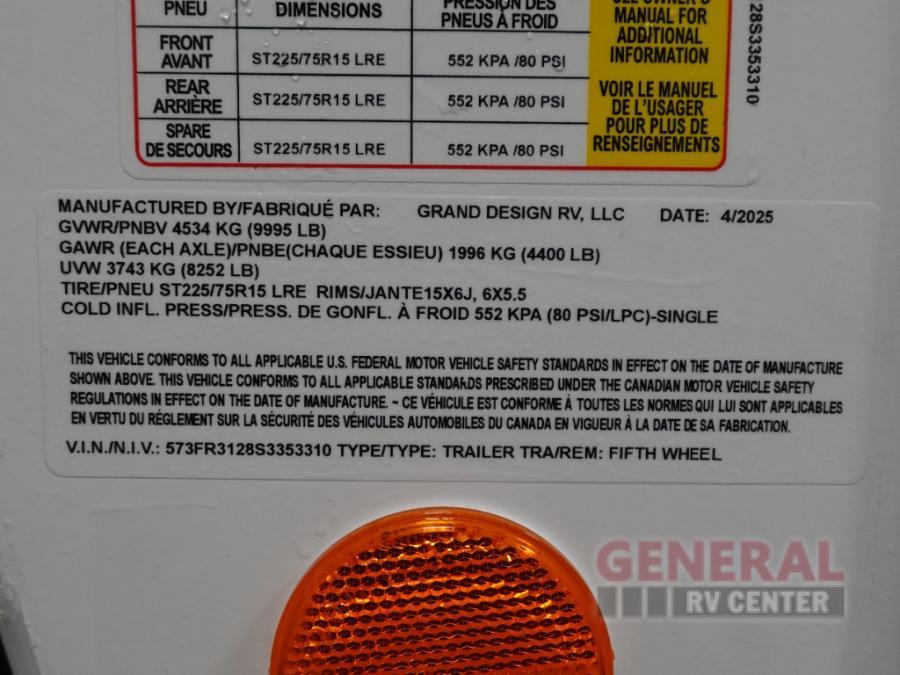 PNEU DIMENSIONS PRESSION DES
PNEUS À FROID
SEE OWNER'S
MANUAL FOR
ADDITIONAL
INFORMATION
FRONT
AVANT
ST225/75R15 LRE 552 KPA /80 PSI
REAR
ARRIÈRE
ST225/75R15 LRE 552 KPA /80 PSI
SPARE
DE SECOURS
ST225/75R15 LRE 552 KPA /80 PSI
VOIR LE MANUEL
DE L'USAGER
POUR PLUS DE
RENSEIGNEMENTS
128S3353310
MANUFACTURED BY/FABRIQUÉ PAR: GRAND DESIGN RV, LLC DATE: 4/2025
GVWR/PNBV 4534 KG (9995 LB)
GAWR (EACH AXLE)/PNBE(CHAQUE ESSIEU) 1996 KG (4400 LB)
UVW 3743 KG (8252 LB)
TIRE/PNEU ST225/75R15 LRE RIMS/JANTE15X6J, 6X5.5
COLD INFL. PRESS/PRESS. DE GONFL. À FROID 552 KPA (80 PSI/LPC)-SINGLE
THIS VEHICLE CONFORMS TO ALL APPLICABLE U.S. FEDERAL MOTOR VEHICLE SAFETY STANDARDS IN EFFECT ON THE DATE OF MANUFACTURE
SHOWN ABOVE. THIS VEHICLE CONFORMS TO ALL APPLICABLE STANDARDS PRESCRIBED UNDER THE CANADIAN MOTOR VEHICLE SAFETY
REGULATIONS IN EFFECT ON THE DATE OF MANUFACTURE. ~ CE VÉHICULE EST CONFORME À TOUTES LES NORMES QUI LUI SONT APPLICABLES
EN VERTU DU RÉGLEMENT SUR LA SÉCURITÉ DES VÉHICULES AUTOMOBILES DU CANADA EN VIGUEUR À LA DATE DE SA FABRICATION.
V.I.N./N.I.V.: 573FR3128S3353310 TYPE/TYPE: TRAILER TRA/REM: FIFTH WHEEL
GENERAL
RV CENTER